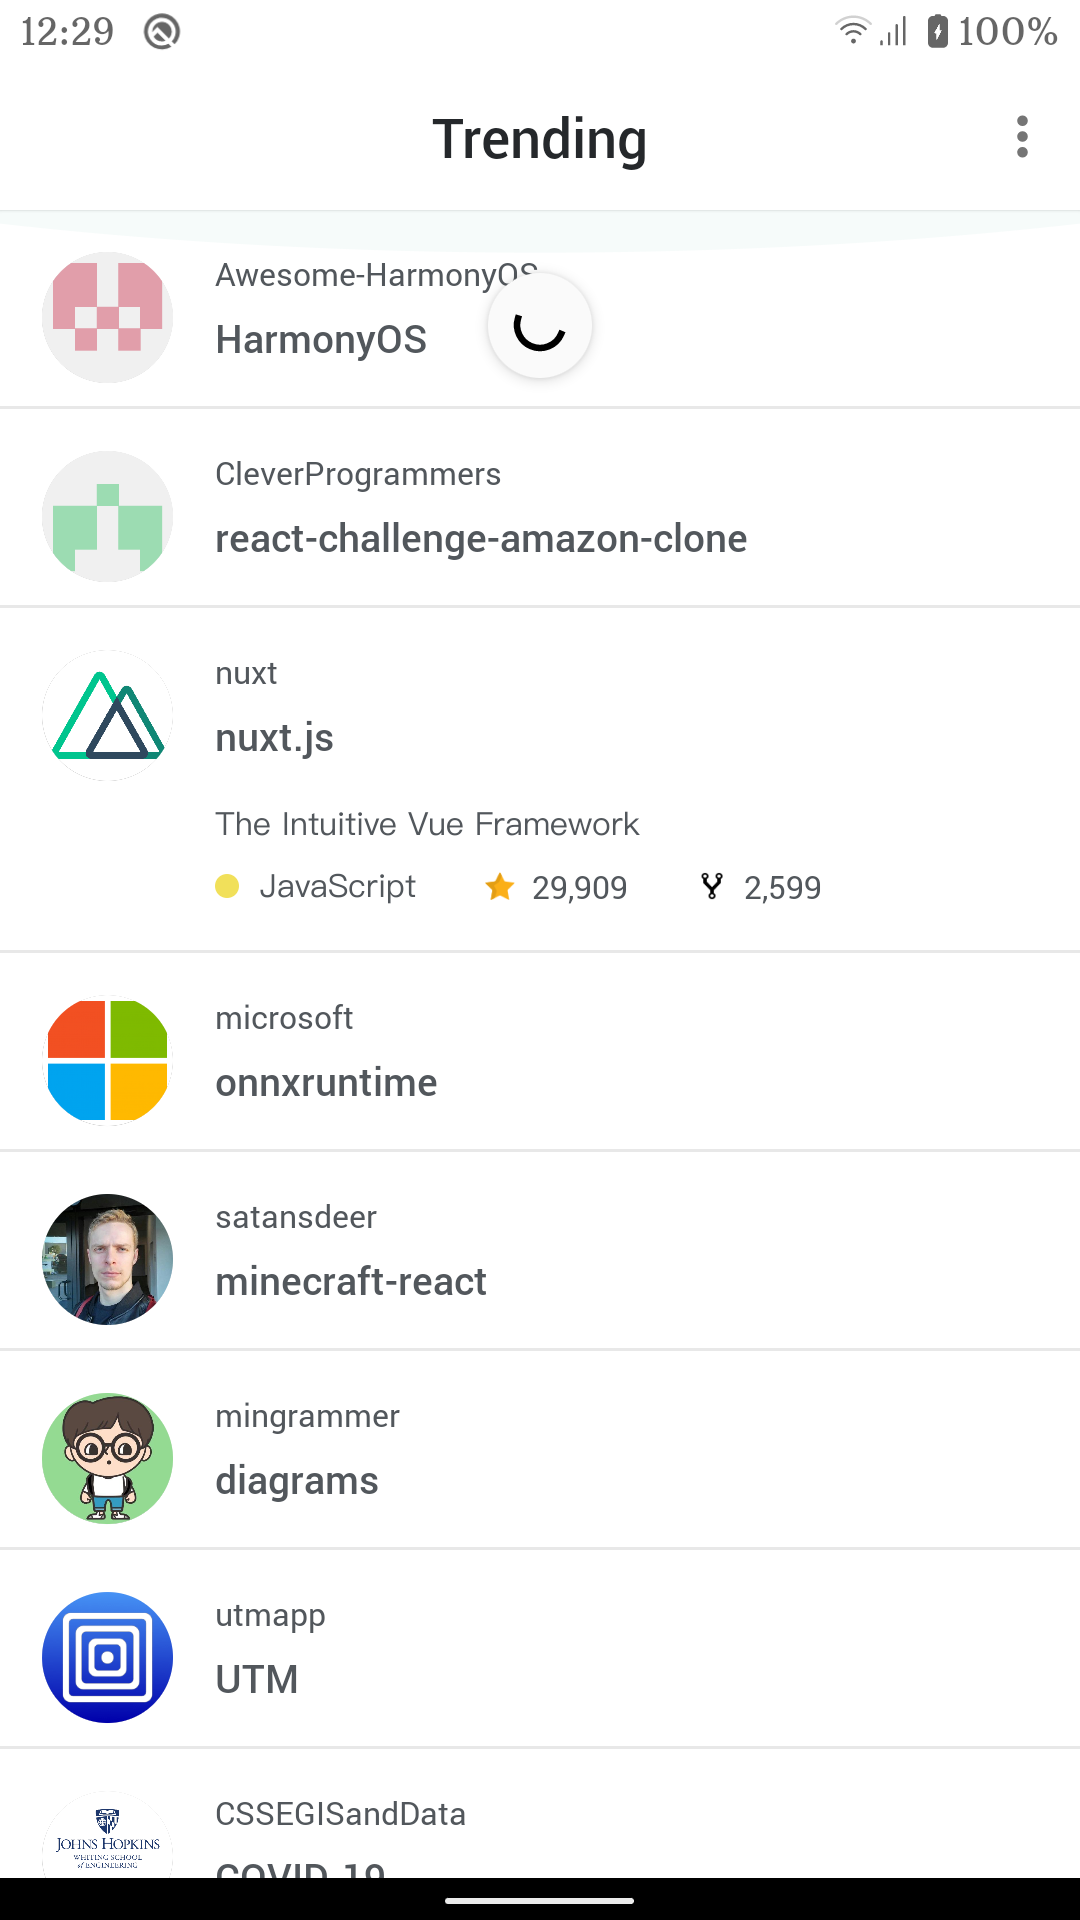 12:29
100%
Trending
Awesome-HarmonyOS
HarmonyOS
CleverProgrammers
react-challenge-amazon-clone
nuxt
nuxt.js
The Intuitive Vue Framework
JavaScript 29,909 2,599
microsoft
onnxruntime
satansdeer
minecraft-react
mingrammer
diagrams
utmapp
UTM
CSSEGISandData
JOHNS HOPKINS
WHITING SCHOOL
of ENGINEERING
COVID-19